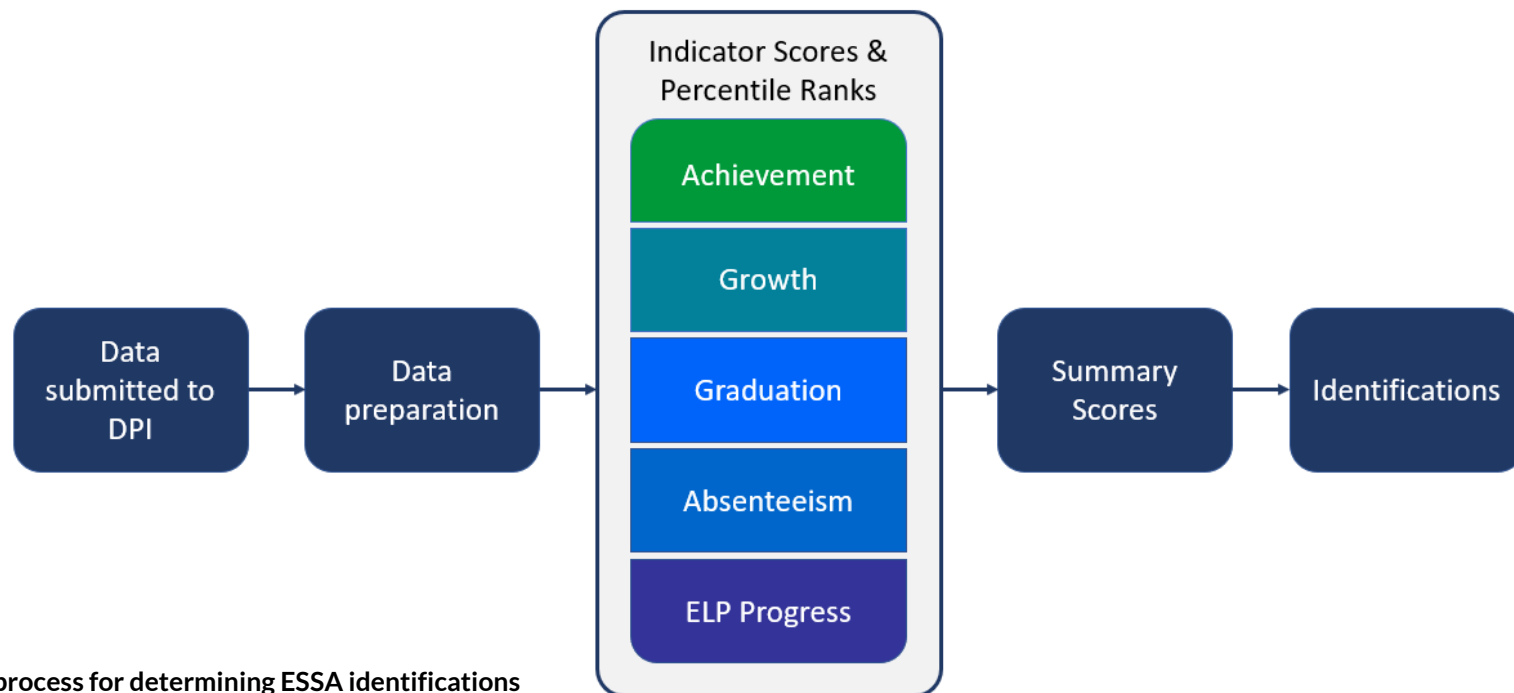 Data
submitted to
DPI
Data
preparation
Indicator Scores &
Percentile Ranks
Achievement
Growth
Graduation
Absenteeism
ELP Progress
Summary
Scores
Identifications
process for determining ESSA identifications